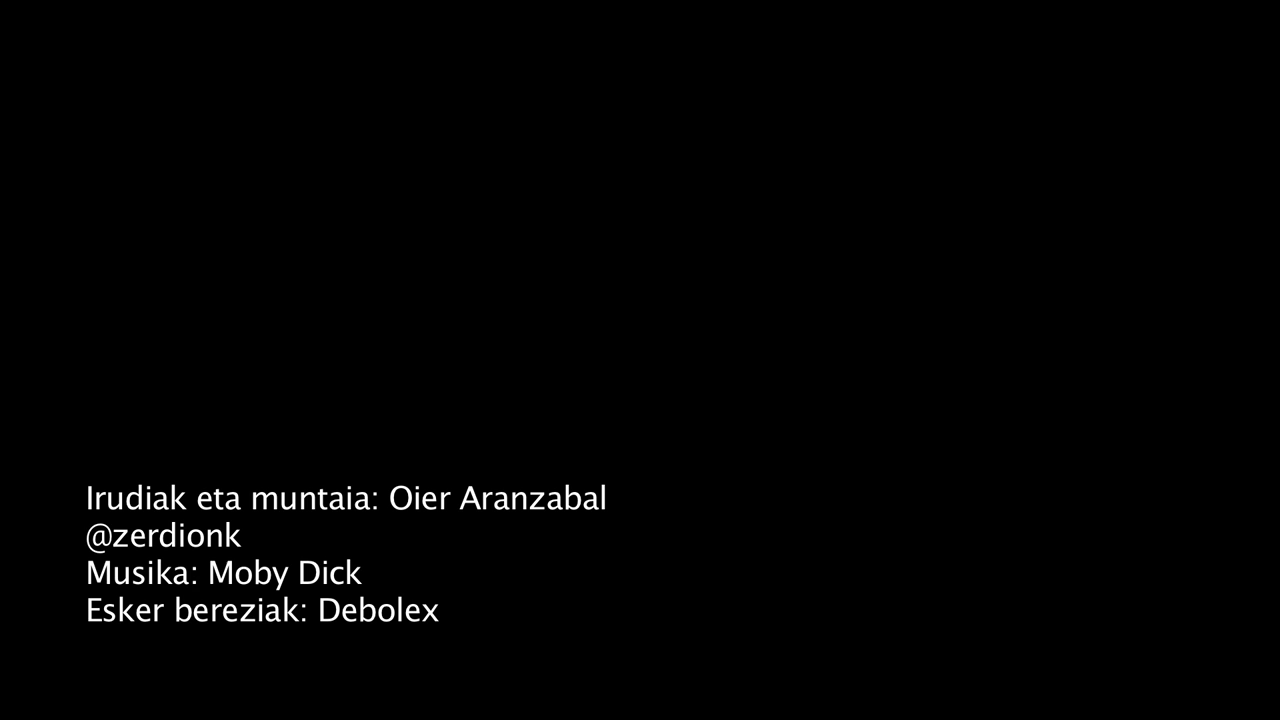 Irudiak eta muntaia: Oier Aranzabal
@zerdionk
Musika: Moby Dick
Esker bereziak: Debolex